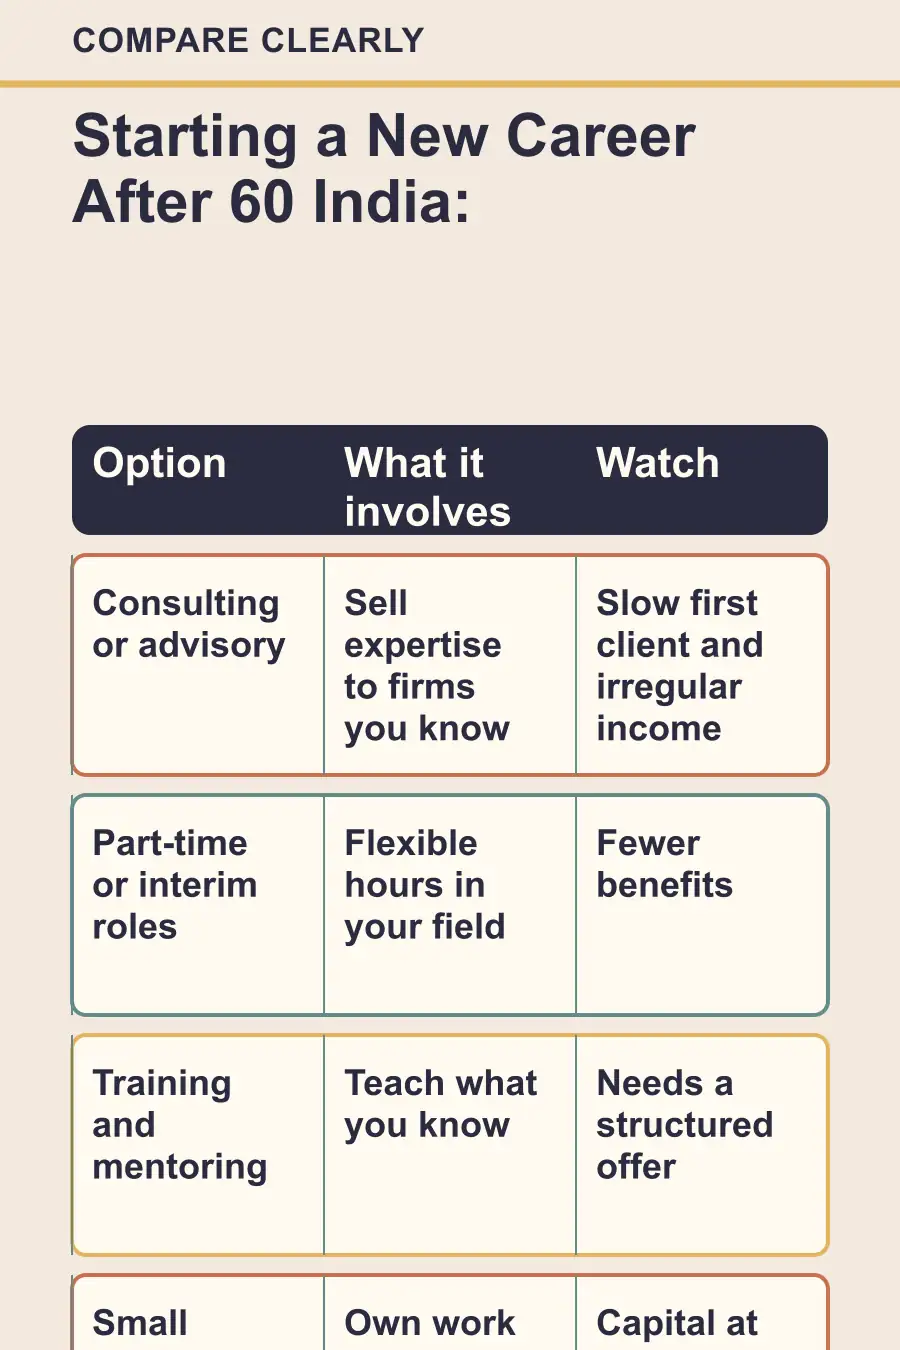 COMPARE CLEARLY
Starting a New Career
After 60 India:
Option
What it
involves
Watch
Consulting
or advisory
Sell
expertise
to firms
you know
Slow first
client and
irregular
income
Part-time
or interim
roles
Flexible
hours in
your field
Fewer
benefits
Training
and
mentoring
Teach what
you know
Needs a
structured
offer
Small
Own work
Capital at